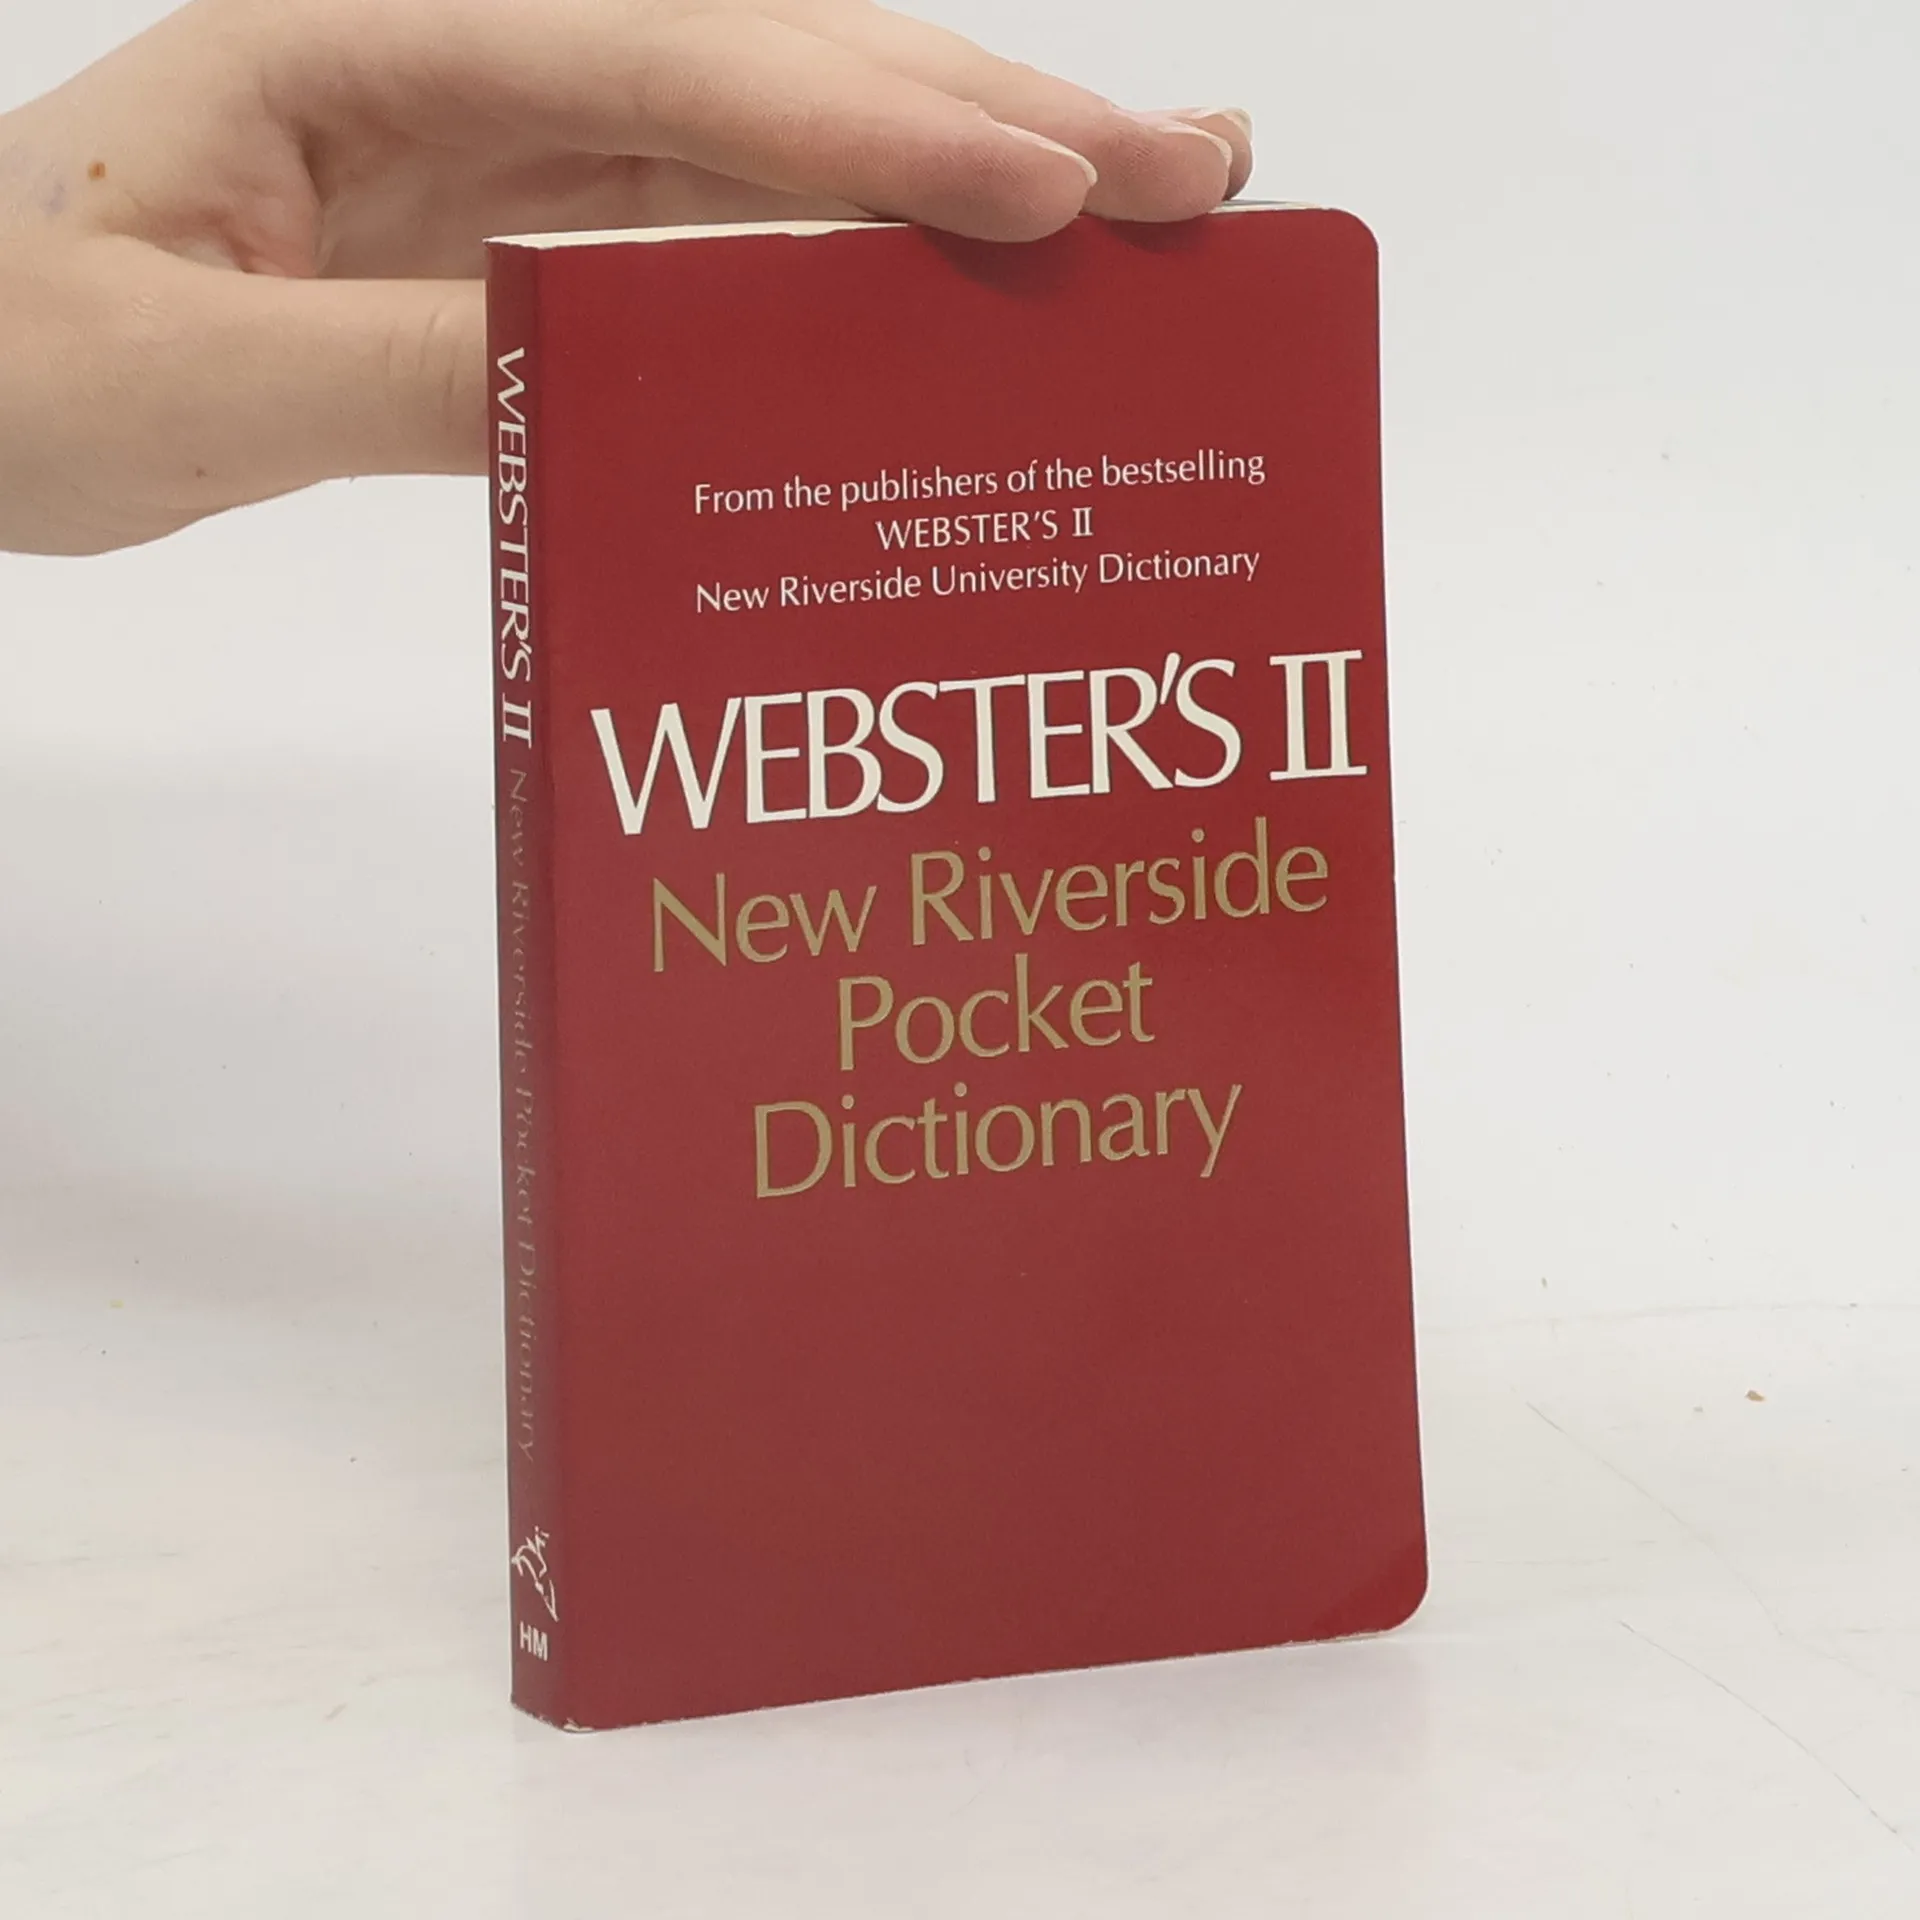 From the publishers of the bestselling
WEBSTER'S II
New Riverside University Dictionary
WEBSTER'S II
New Riverside
Pocket
Dictionary
WEBSTER'S II New Riverside Pocket Dictionary
HM